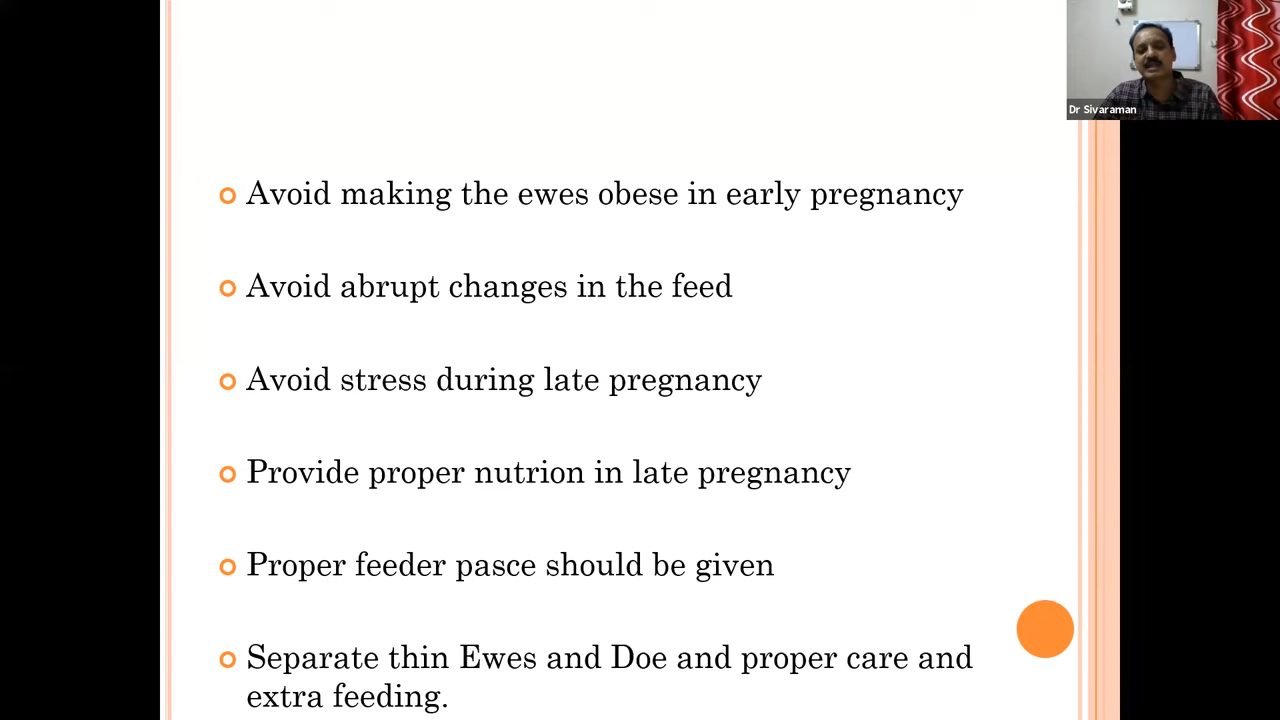 Dr Sivaraman
Avoid making the ewes obese in early pregnancy
Avoid abrupt changes in the feed
Avoid stress during late pregnancy
Provide proper nutrion in late pregnancy
Proper feeder pasce should be given
Separate thin Ewes and Doe and proper care and
extra feeding.